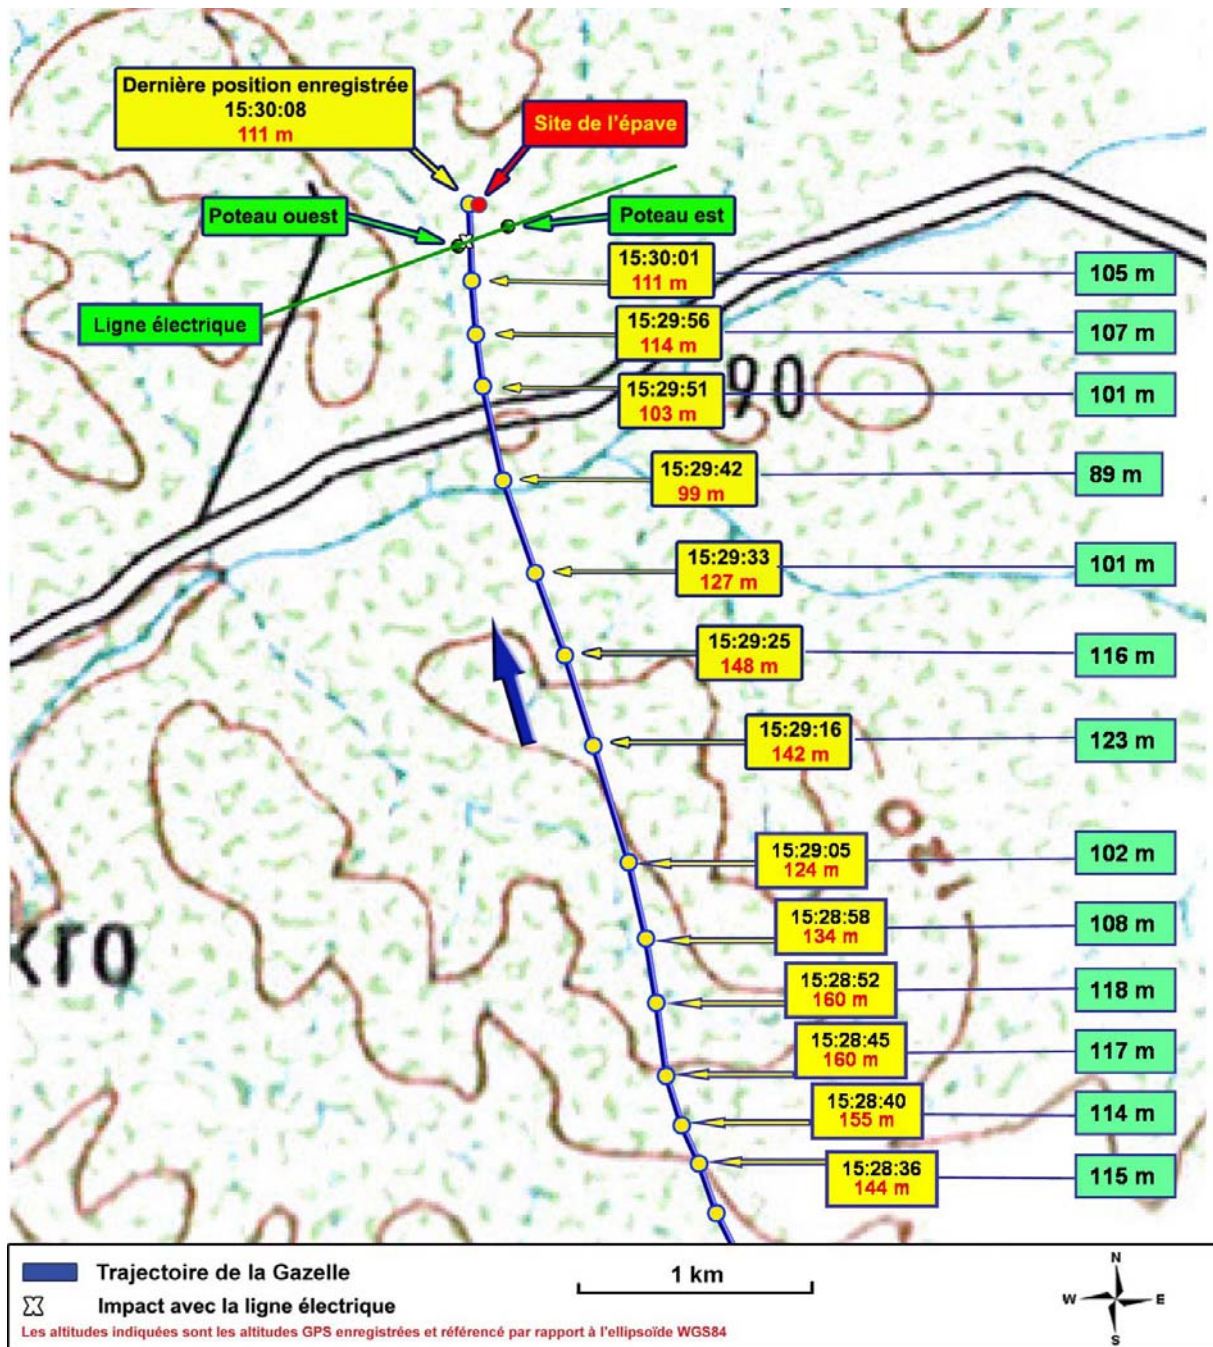 Dernière position enregistrée
15:30:08
111 m
Site de l'épave
Poteau ouest
Poteau est
15:30:01
111 m
105 m
Ligne électrique
15:29:56
114 m
107 m
15:29:51
103 m
90
101 m
15:29:42
99 m
89 m
15:29:33
127 m
101 m
15:29:25
148 m
116 m
15:29:16
142 m
123 m
120
15:29:05
124 m
102 m
15:28:58
134 m
108 m
kro
15:28:52
160 m
118 m
15:28:45
160 m
117 m
15:28:40
155 m
114 m
15:28:36
144 m
115 m
Trajectoire de la Gazelle
1 km
N
W E
S
Impact avec la ligne électrique
Les altitudes indiquées sont les altitudes GPS enregistrées et référencé par rapport à l'ellipsoïde WGS84